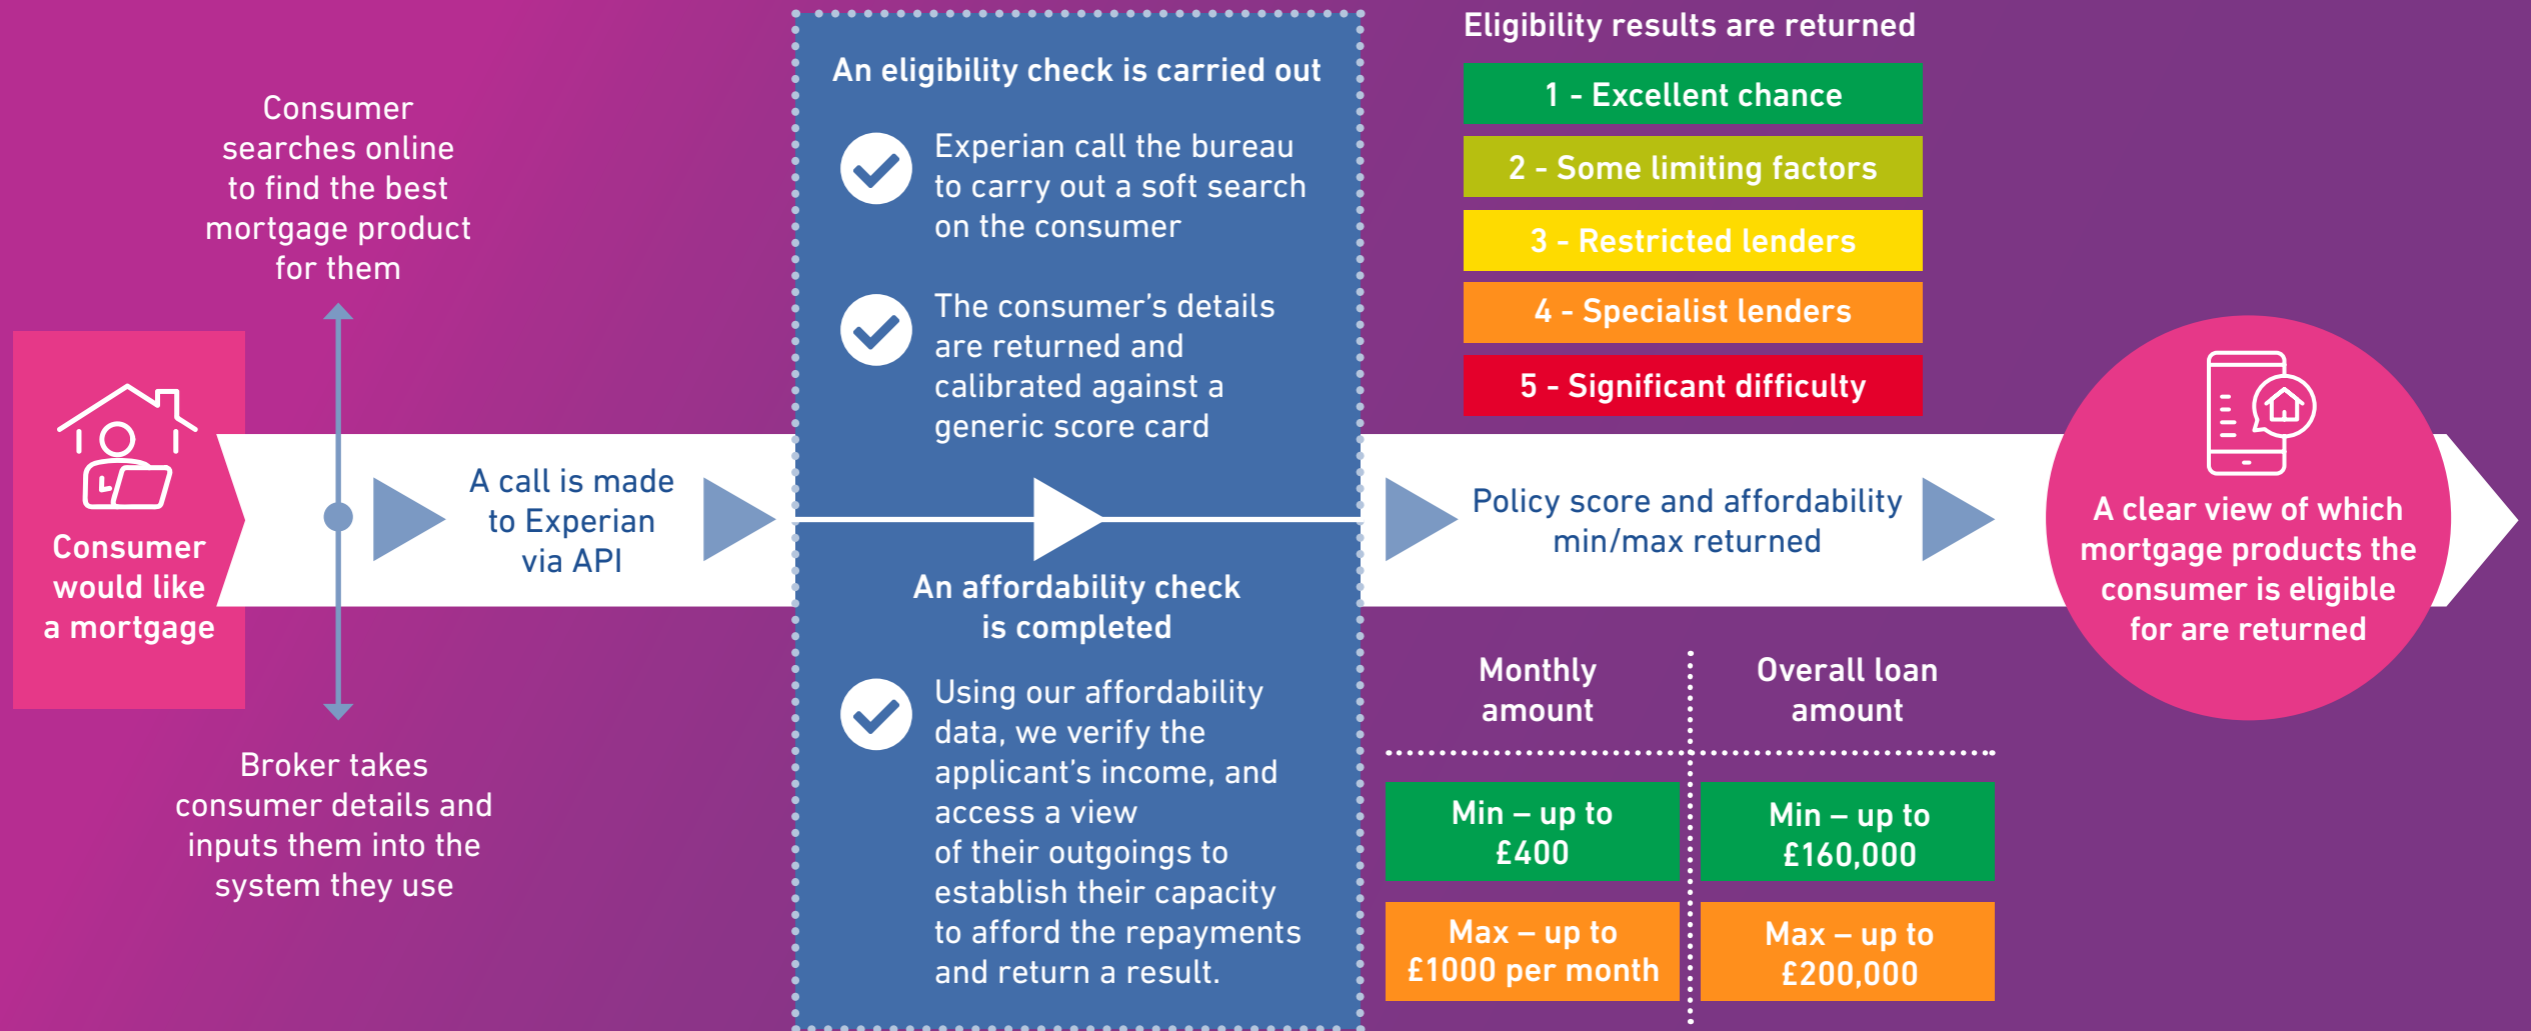 Consumer
would like
a mortgage
Consumer
searches online
to find the best
mortgage product
for them
Broker takes
consumer details and
inputs them into the
system they use
A call is made
to Experian
via API
An eligibility check is carried out
Experian call the bureau
to carry out a soft search
on the consumer
The consumer’s details
are returned and
calibrated against a
generic score card
An affordability check
is completed
Using our affordability
data, we verify the
applicant’s income, and
access a view
of their outgoings to
establish their capacity
to afford the repayments
and return a result.
Eligibility results are returned
1 - Excellent chance
2 - Some limiting factors
3 - Restricted lenders
4 - Specialist lenders
5 - Significant difficulty
Policy score and affordability
min/max returned
Monthly
amount
Overall loan
amount
Min – up to
£400
Min – up to
£160,000
Max – up to
£1000 per month
Max – up to
£200,000
A clear view of which
mortgage products the
consumer is eligible
for are returned